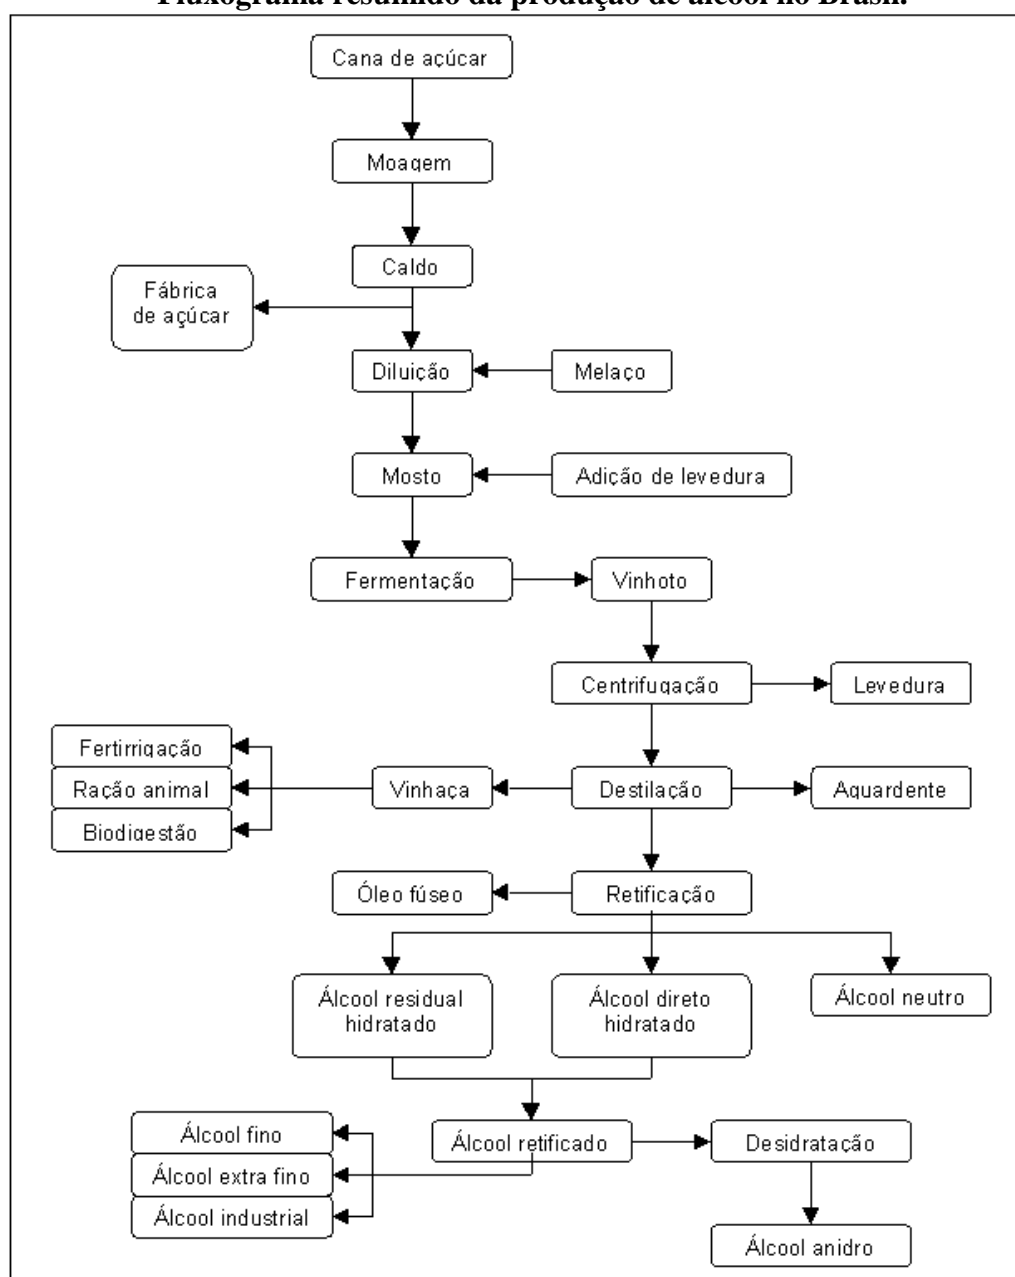 Fluxograma resumido da produção de álcool no Brasil.
Cana de açúcar
Moagem
Caldo
Fábrica
de açúcar
Diluição
Melaço
Mosto
Adição de levedura
Fermentação
Vinhoto
Centrifugação
Levedura
Fertirrigação
Ração animal
Vinhaça
Destilação
Aguardente
Biodigestão
Óleo fúseo
Retificação
Álcool residual
hidratado
Álcool direto
hidratado
Álcool neutro
Álcool fino
Álcool retificado
Desidratação
Álcool extra fino
Álcool industrial
Álcool anidro